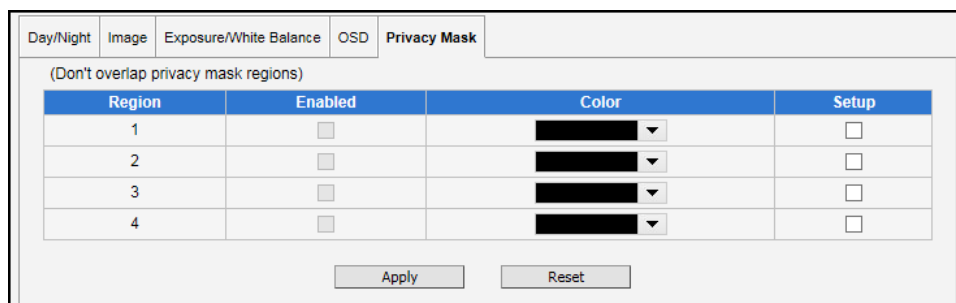 Day/Night Image Exposure/White Balance OSD Privacy Mask
(Don't overlap privacy mask regions)
Region Enabled Color Setup
1
2
3
4
Apply Reset